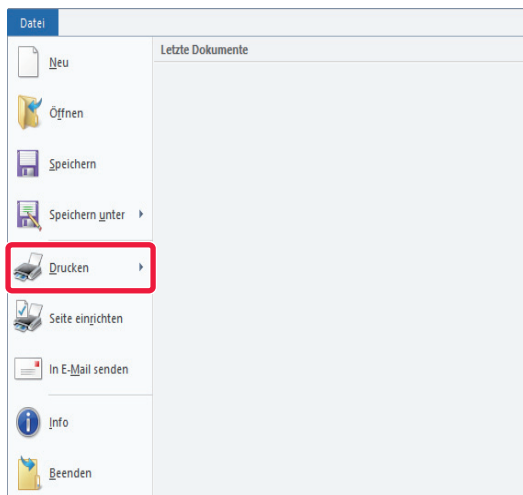 Datei
Letzte Dokumente
Neu
Öffnen
Speichern
Speichern unter
Drucken
Seite einrichten
In E-Mail senden
Info
Beenden